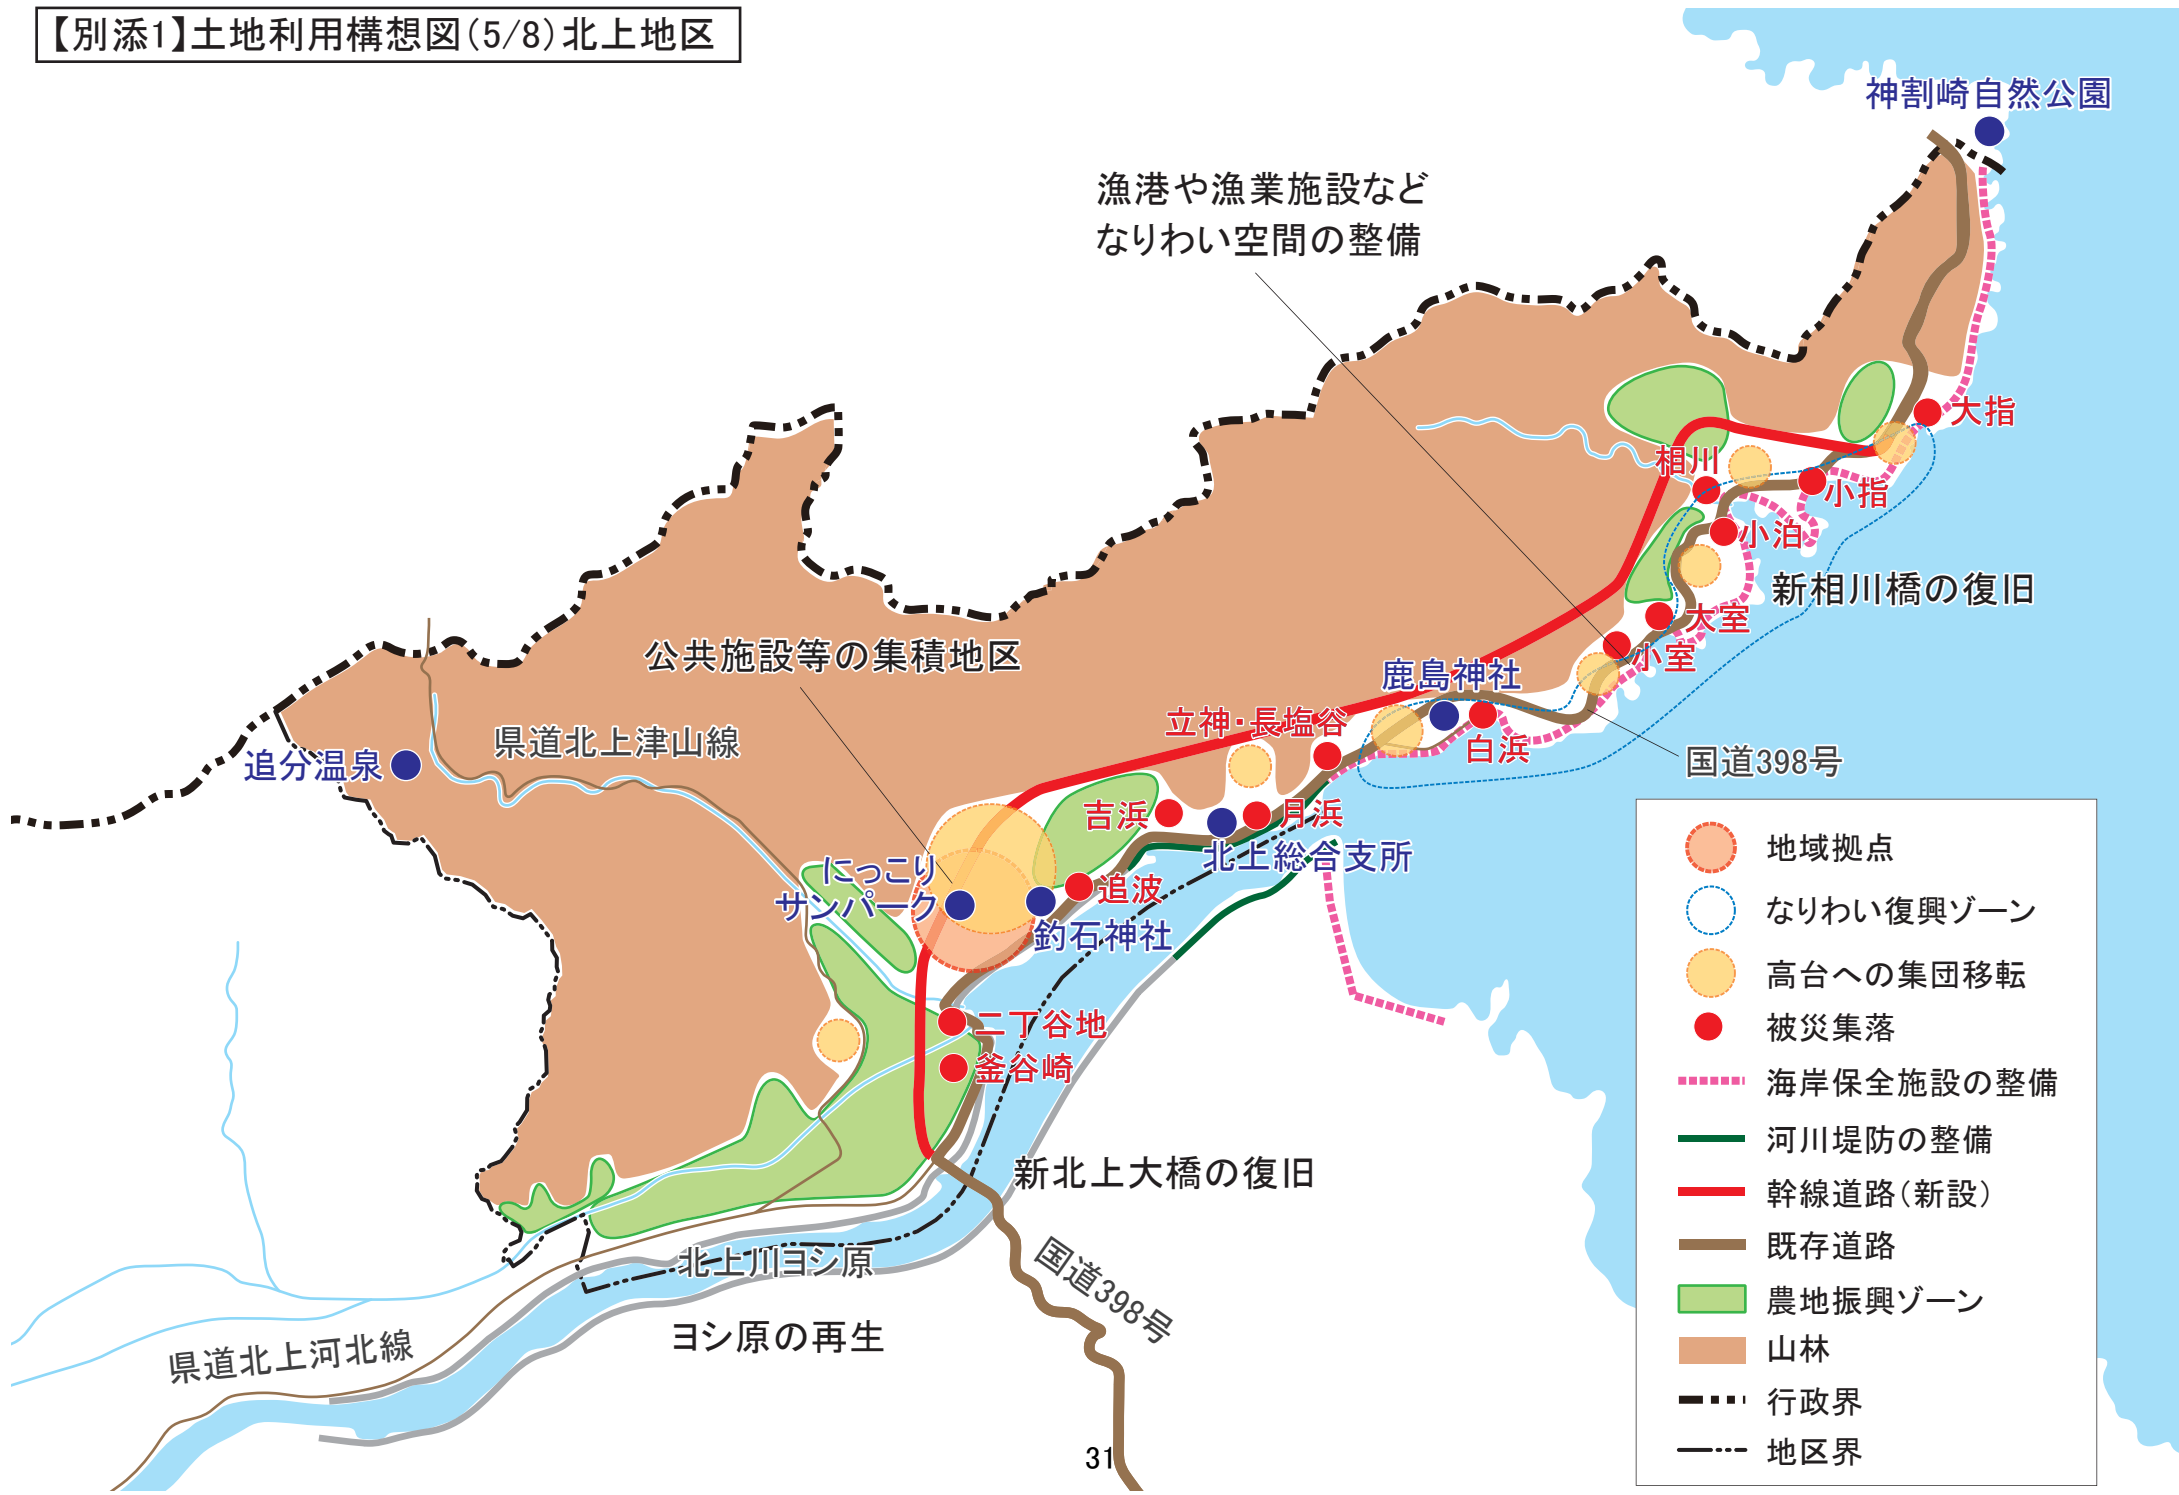 【別添1】土地利用構想図(5/8)北上地区
神割崎自然公園
漁港や漁業施設など
なりわい空間の整備
大指
相川
小指
小泊
新相川橋の復旧
大室
小室
公共施設等の集積地区
鹿島神社
立神・長塩谷
白浜
国道398号
県道北上津山線
追分温泉
吉浜
月浜
北上総合支所
にっこり
サンパーク
追波
釣石神社
二丁谷地
釜谷崎
新北上大橋の復旧
北上川ヨシ原
国道398号
ヨシ原の再生
県道北上河北線
地域拠点
なりわい復興ゾーン
高台への集団移転
被災集落
海岸保全施設の整備
河川堤防の整備
幹線道路(新設)
既存道路
農地振興ゾーン
山林
行政界
地区界
31